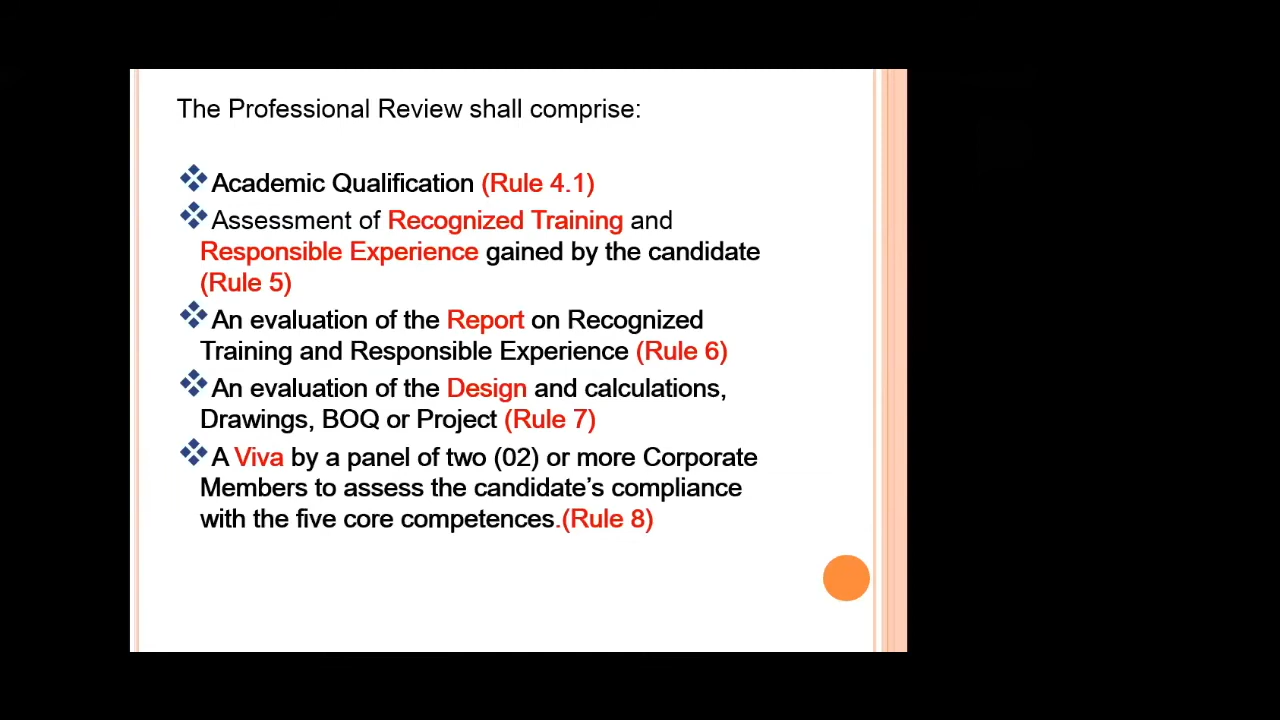 The Professional Review shall comprise:
Academic Qualification (Rule 4.1)
Assessment of Recognized Training and
Responsible Experience gained by the candidate
(Rule 5)
An evaluation of the Report on Recognized
Training and Responsible Experience (Rule 6)
An evaluation of the Design and calculations,
Drawings, BOQ or Project (Rule 7)
A Viva by a panel of two (02) or more Corporate
Members to assess the candidate’s compliance
with the five core competences.(Rule 8)